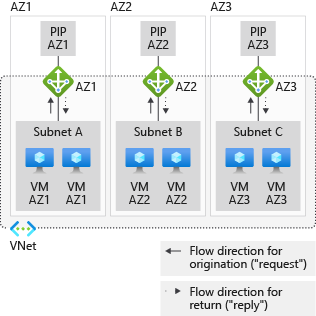 AZ1
AZ2
AZ3
PIP
AZ1
PIP
AZ2
PIP
AZ3
AZ1
AZ2
AZ3
Subnet A
Subnet B
Subnet C
VM
AZ1
VM
AZ1
VM
AZ2
VM
AZ2
VM
AZ3
VM
AZ3
VNet
Flow direction for
origination ("request")
Flow direction for
return ("reply")